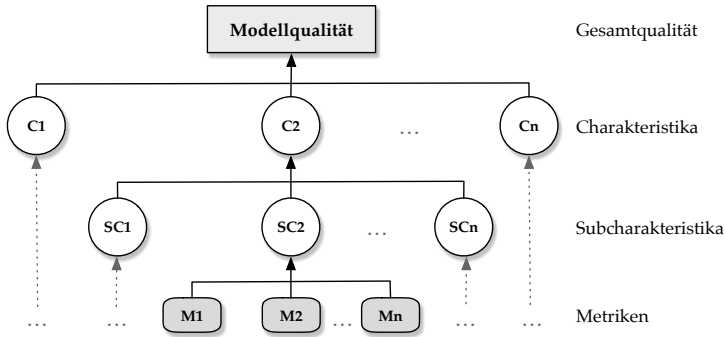 Modellqualität Gesamtqualität
C1 C2 ... Cn Charakteristika
SC1 SC2 ... SCn Subcharakteristika
... ... M1 M2 ... Mn ... ... Metriken